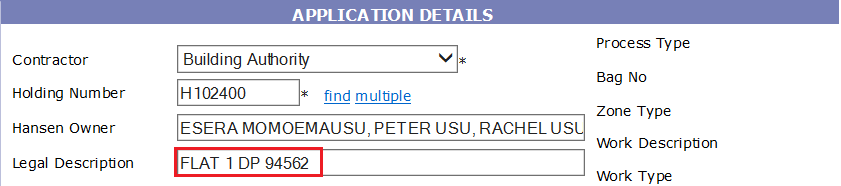 APPLICATION DETAILS
Contractor Building Authority * Process Type
Holding Number H102400 * find multiple Bag No
Hansen Owner ESERA MOMOEMAUSU, PETER USU, RACHEL USU Zone Type
Legal Description FLAT 1 DP 94562 Work Description
Work Type